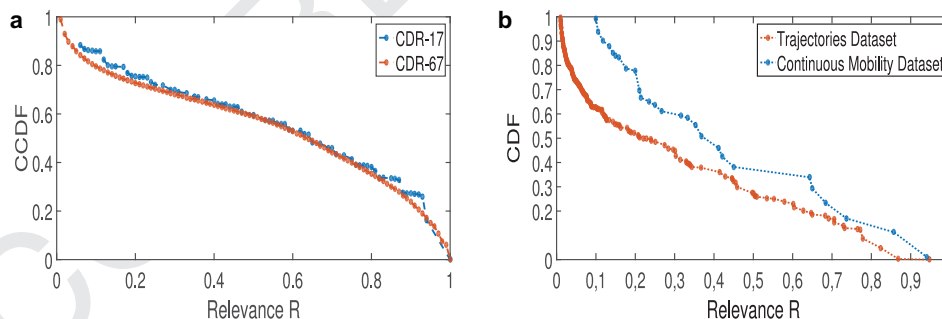 a
CDR-17
CDR-67
CCDF
1
0.8
0.6
0.4
0.2
0
0 0.2 0.4 0.6 0.8 1
Relevance R
b
Trajectories Dataset
Continuous Mobility Dataset
CDF
1
0.9
0.8
0.7
0.6
0.5
0.4
0.3
0.2
0.1
0
0 0,1 0,2 0,3 0,4 0,5 0,6 0,7 0,8 0,9
Relevance R